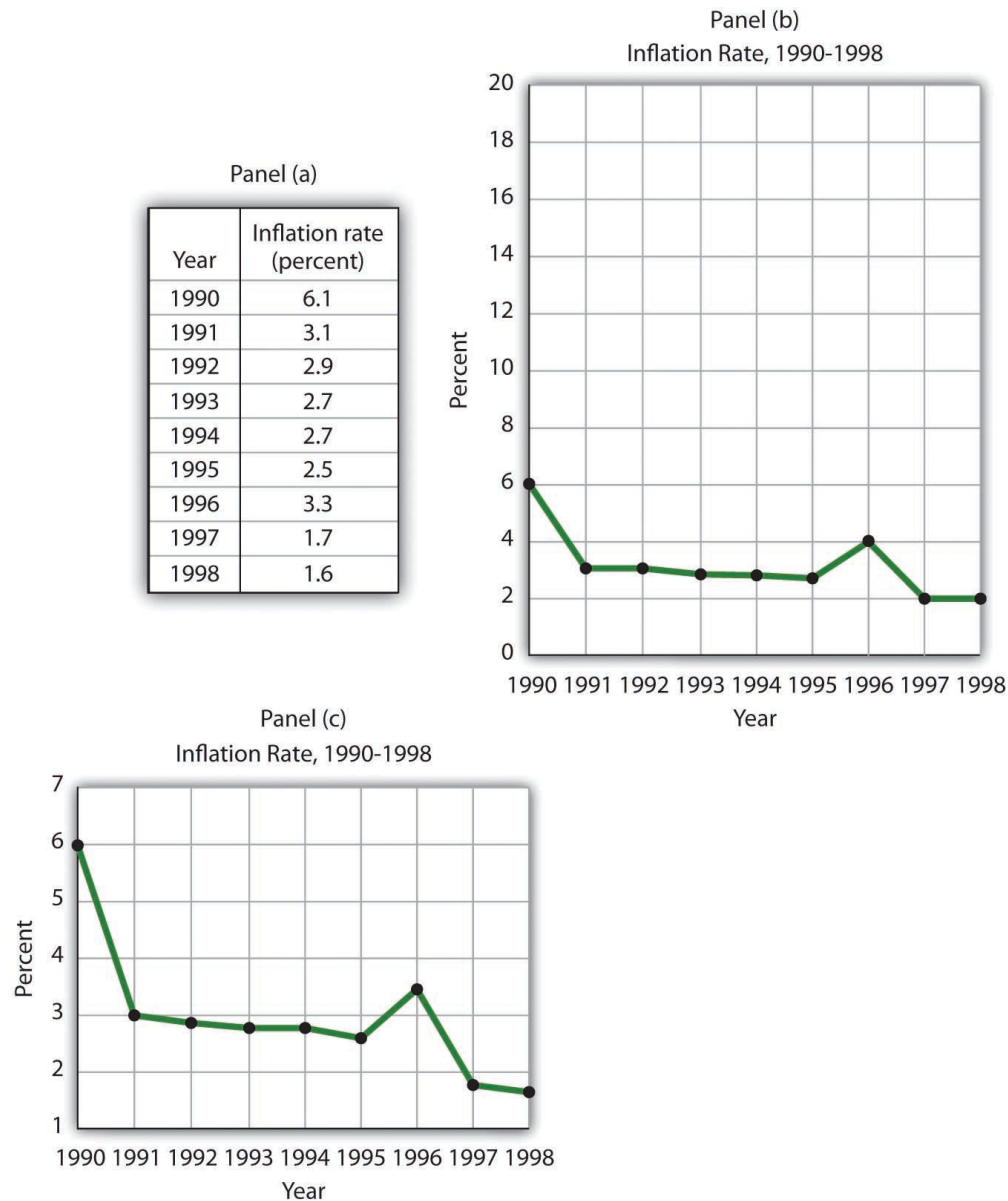 Panel (b)
Inflation Rate, 1990-1998
20
18
16
14
12
10
8
6
4
2
0
Percent
1990 1991 1992 1993 1994 1995 1996 1997 1998
Year
Panel (a)
Year Inflation rate
(percent)
1990 6.1
1991 3.1
1992 2.9
1993 2.7
1994 2.7
1995 2.5
1996 3.3
1997 1.7
1998 1.6
Panel (c)
Inflation Rate, 1990-1998
7
6
5
4
3
2
1
Percent
1990 1991 1992 1993 1994 1995 1996 1997 1998
Year